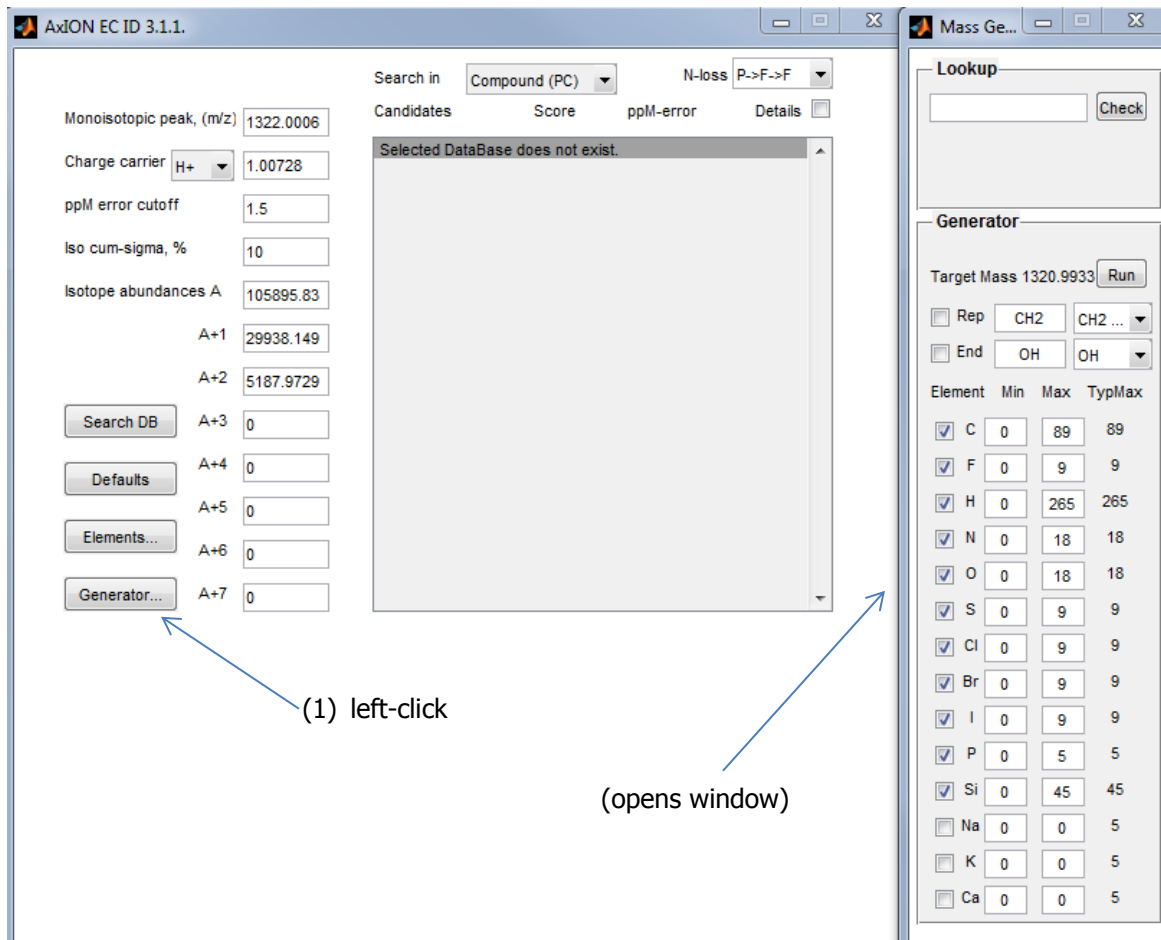 AxION EC ID 3.1.1.
Search in Compound (PC) N-loss P->F->F
Candidates Score ppM-error Details
Monoisotopic peak, (m/z) 1322.0006
Charge carrier H+ 1.00728
ppM error cutoff 1.5
Iso cum-sigma, % 10
Isotope abundances A 105895.83
A+1 29938.149
A+2 5187.9729
Search DB A+3 0
Defaults A+4 0
A+5 0
Elements... A+6 0
Generator... A+7 0
Selected DataBase does not exist.
(1) left-click
(opens window)
Mass Ge...
Lookup
Check
Generator
Target Mass 1320.9933 Run
Rep CH2 CH2 ...
End OH OH
Element Min Max TypMax
C 0 89 89
F 0 9 9
H 0 265 265
N 0 18 18
O 0 18 18
S 0 9 9
Cl 0 9 9
Br 0 9 9
I 0 9 9
P 0 5 5
Si 0 45 45
Na 0 0 5
K 0 0 5
Ca 0 0 5